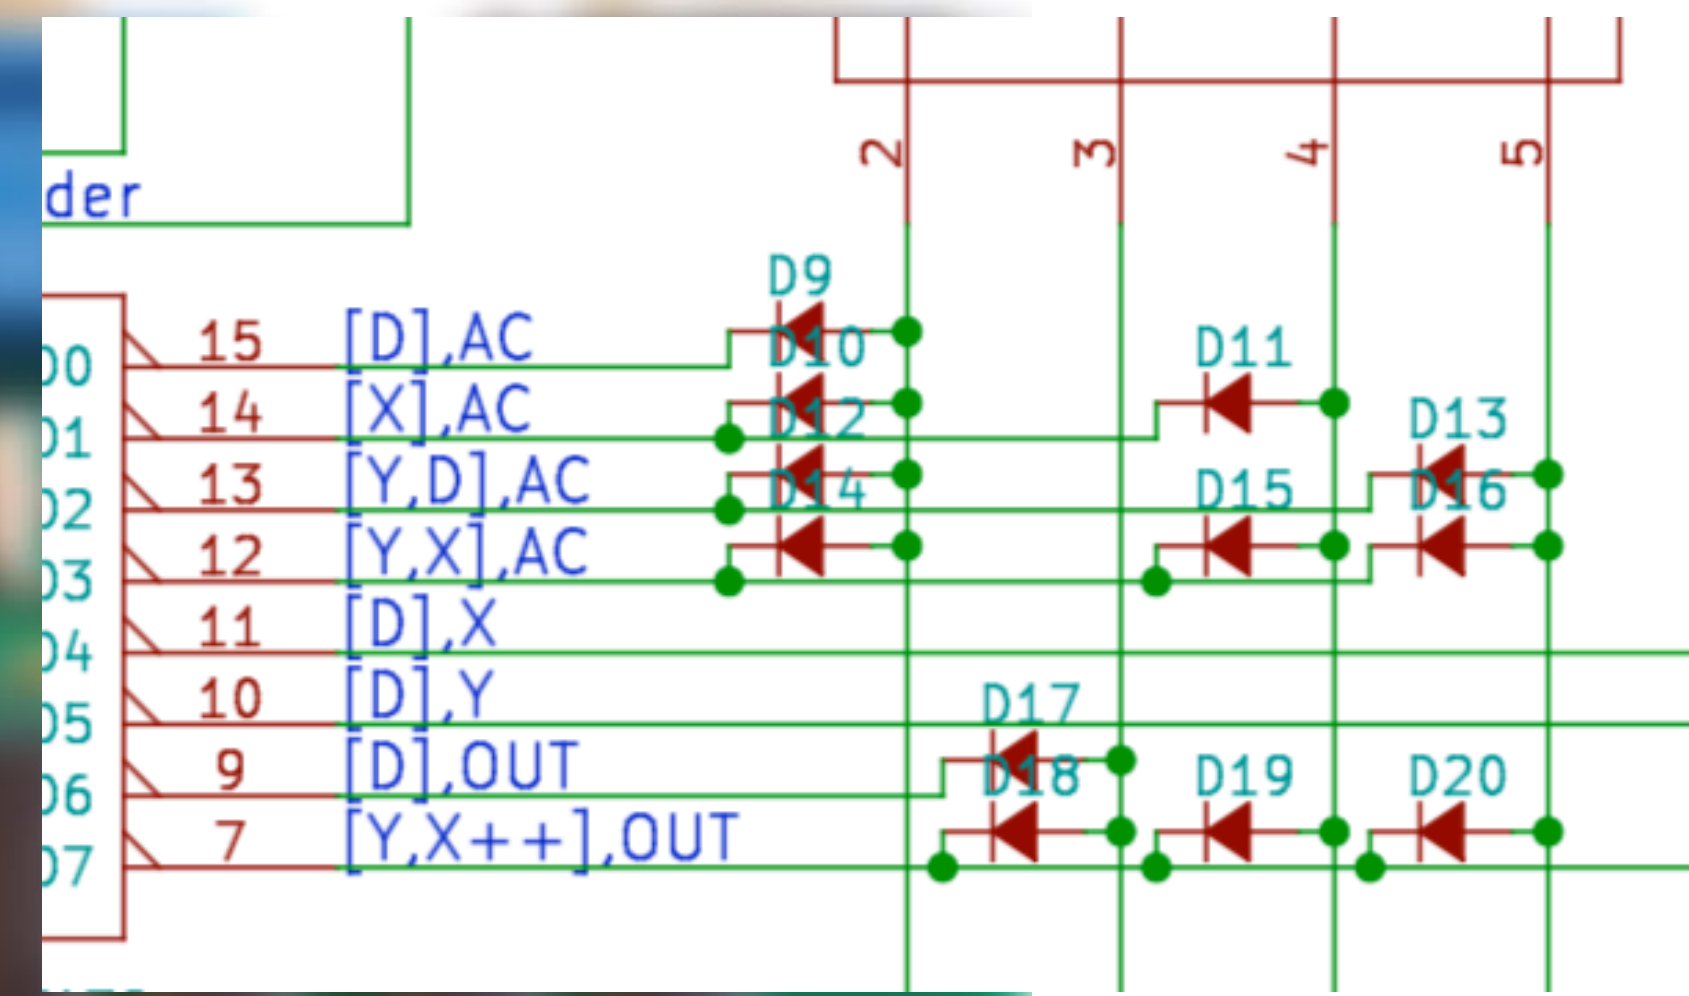 2 3 4 5
der
D9
15 [D],AC D10 D11
14 [X],AC D12 D13
13 [Y,D],AC D14 D15 D16
12 [Y,X],AC
11 [D],X
10 [D],Y D17
9 [D],OUT D18 D19 D20
7 [Y,X++],OUT